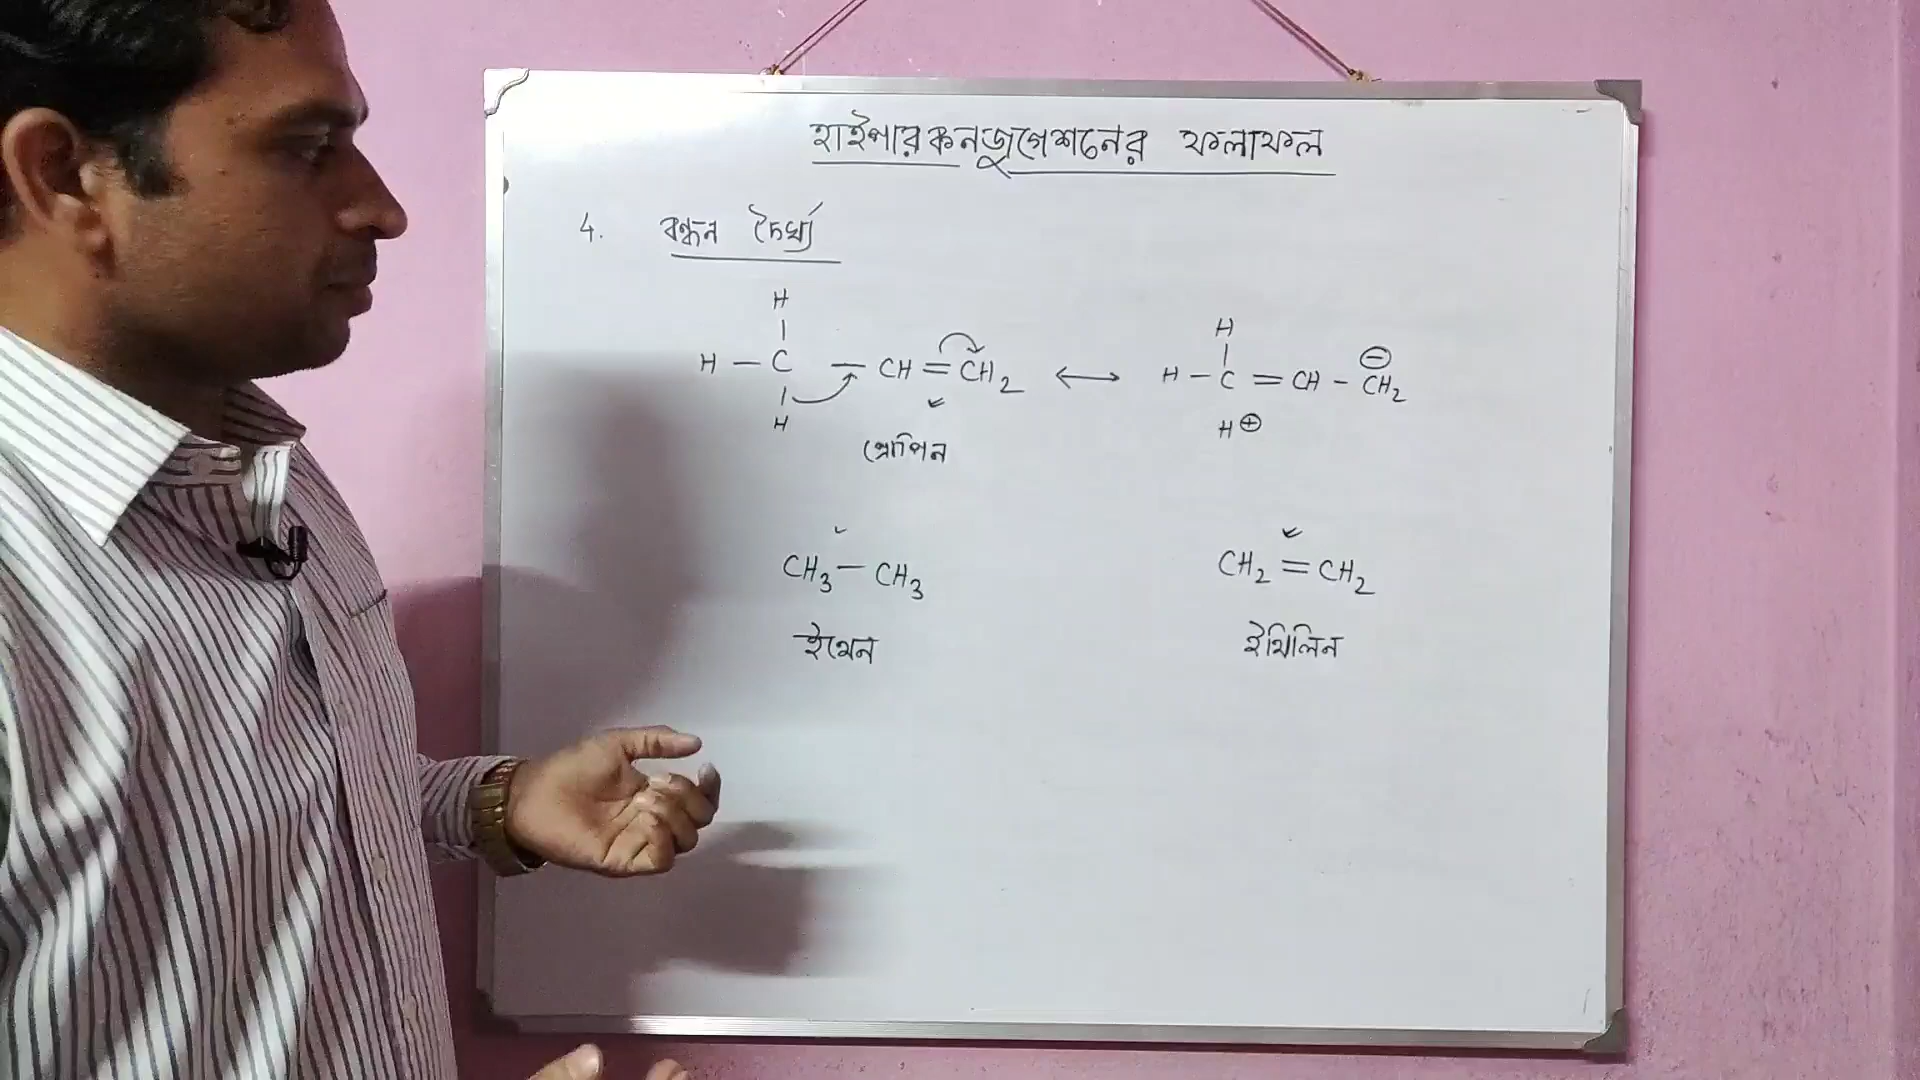 হাইপারকনজুগেশনের ফলাফল
4. বন্ধন দৈর্ঘ্য
H H
H – C – CH = CH2 ⟷ H – C = CH – CH2 ⊖
H H⊕
প্রোপিন
CH3 – CH3 CH2 = CH2
ইথেন ইথিলিন